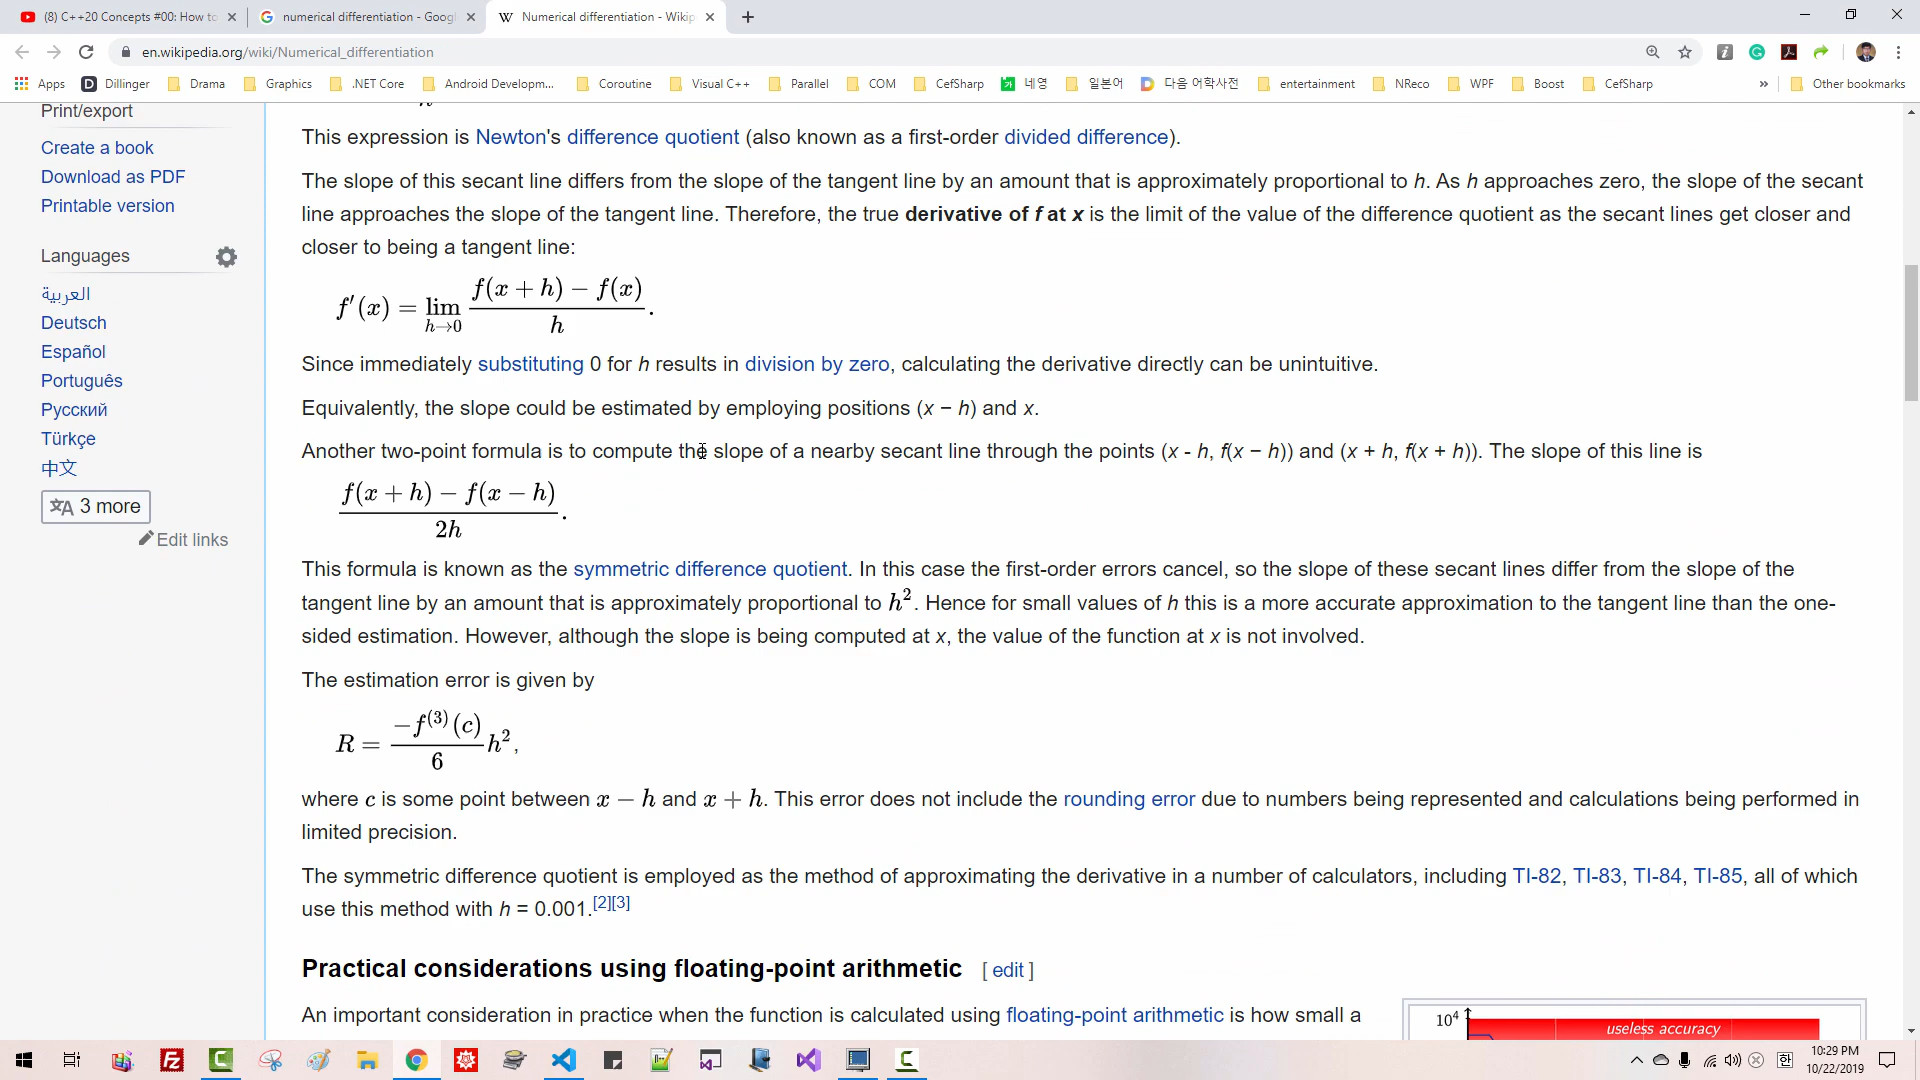 (8) C++20 Concepts #00: How to
numerical differentiation - Googl
W Numerical differentiation - Wikip
en.wikipedia.org/wiki/Numerical_differentiation
Apps Dillinger Drama Graphics .NET Core Android Developm... Coroutine Visual C++ Parallel COM CefSharp 네영 일본어 다음 어학사전 entertainment NReco WPF Boost CefSharp » Other bookmarks
Print/export
Create a book
Download as PDF
Printable version
Languages
العربية
Deutsch
Español
Português
Русский
Türkçe
中文
3 more
Edit links
h
This expression is Newton's difference quotient (also known as a first-order divided difference).
The slope of this secant line differs from the slope of the tangent line by an amount that is approximately proportional to h. As h approaches zero, the slope of the secant
line approaches the slope of the tangent line. Therefore, the true derivative of f at x is the limit of the value of the difference quotient as the secant lines get closer and
closer to being a tangent line:
f′(x) = lim h→0 f(x + h) − f(x) / h.
Since immediately substituting 0 for h results in division by zero, calculating the derivative directly can be unintuitive.
Equivalently, the slope could be estimated by employing positions (x − h) and x.
Another two-point formula is to compute the slope of a nearby secant line through the points (x - h, f(x − h)) and (x + h, f(x + h)). The slope of this line is
f(x + h) − f(x − h) / 2h.
This formula is known as the symmetric difference quotient. In this case the first-order errors cancel, so the slope of these secant lines differ from the slope of the
tangent line by an amount that is approximately proportional to h². Hence for small values of h this is a more accurate approximation to the tangent line than the one-
sided estimation. However, although the slope is being computed at x, the value of the function at x is not involved.
The estimation error is given by
R = −f⁽³⁾(c) / 6 h²,
where c is some point between x − h and x + h. This error does not include the rounding error due to numbers being represented and calculations being performed in
limited precision.
The symmetric difference quotient is employed as the method of approximating the derivative in a number of calculators, including TI-82, TI-83, TI-84, TI-85, all of which
use this method with h = 0.001.[2][3]
Practical considerations using floating-point arithmetic [ edit ]
An important consideration in practice when the function is calculated using floating-point arithmetic is how small a
10⁴
useless accuracy
한
10:29 PM
10/22/2019